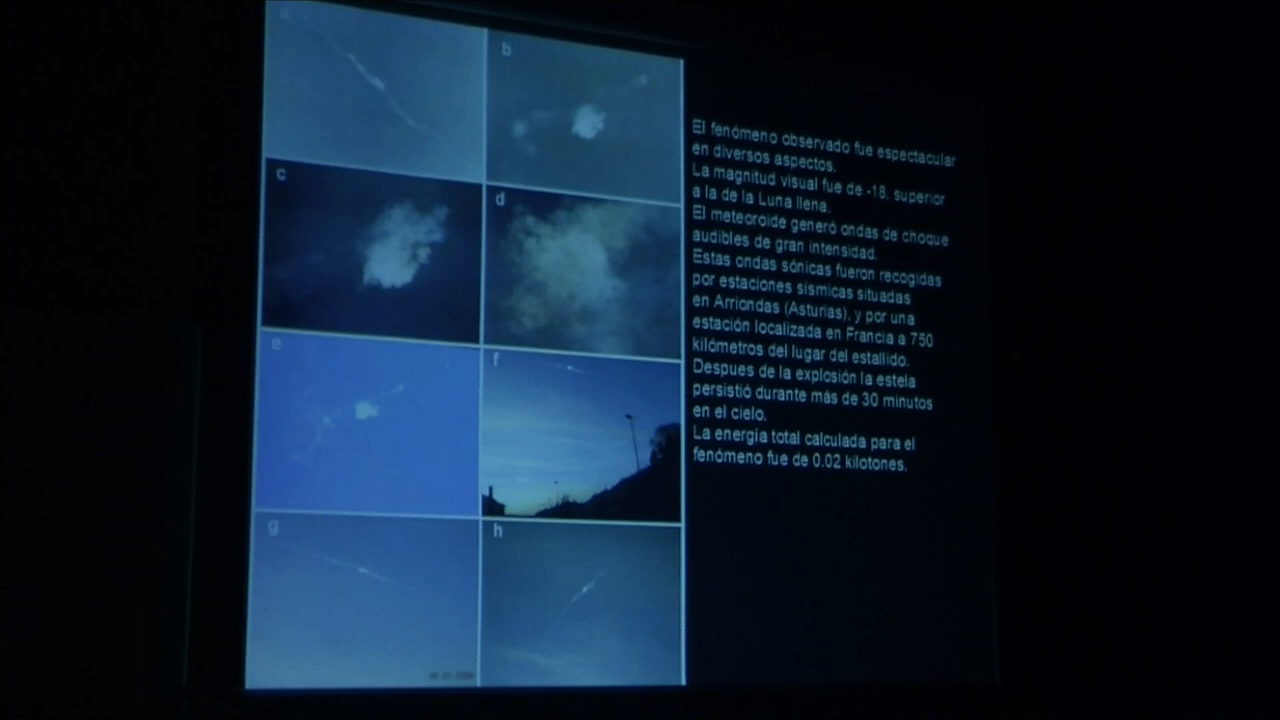 a
b
c
d
e
f
g
h
El fenómeno observado fue espectacular
en diversos aspectos.
La magnitud visual fue de -18, superior
a la de la Luna llena.
El meteoroide generó ondas de choque
audibles de gran intensidad.
Estas ondas sónicas fueron recogidas
por estaciones sísmicas situadas
en Arriondas (Asturias), y por una
estación localizada en Francia a 750
kilómetros del lugar del estallido.
Despues de la explosión la estela
persistió durante más de 30 minutos
en el cielo.
La energía total calculada para el
fenómeno fue de 0.02 kilotones.